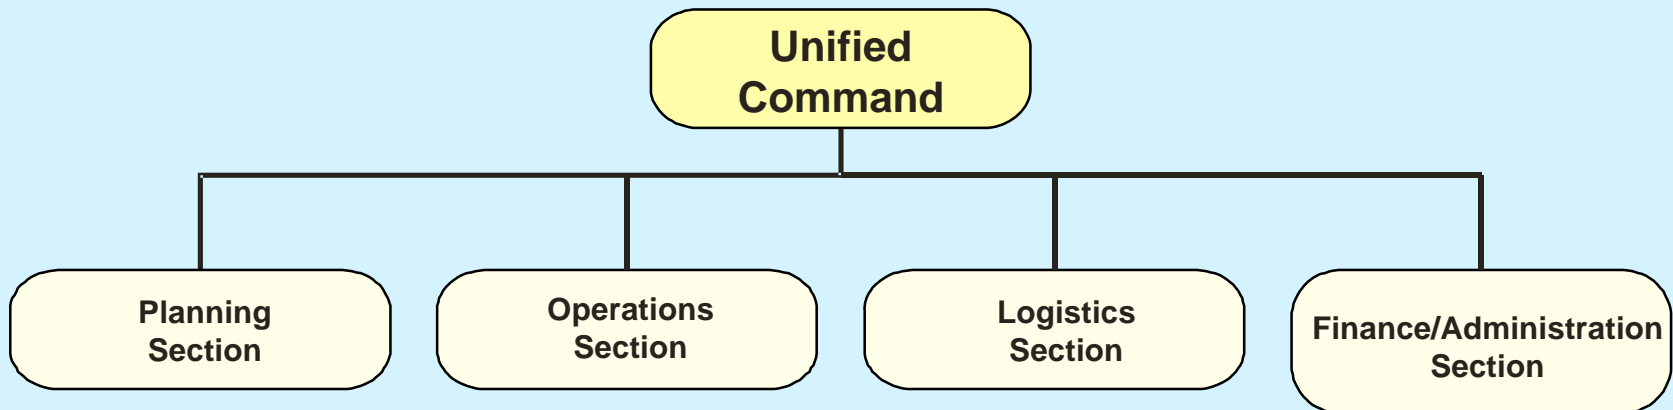 Unified
Command
Planning
Section
Operations
Section
Logistics
Section
Finance/Administration
Section